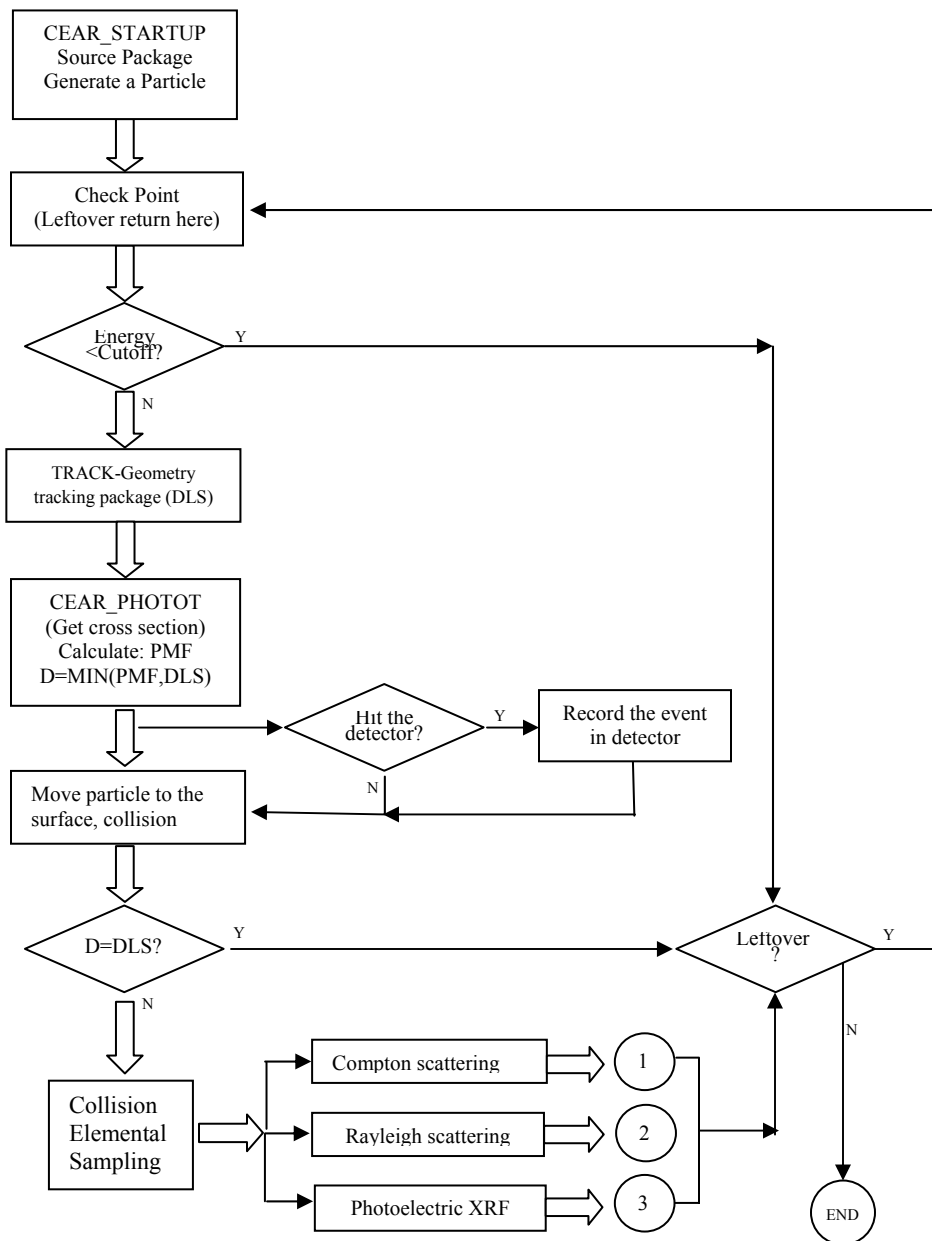 CEAR_STARTUP
Source Package
Generate a Particle
Check Point
(Leftover return here)
Energy
<Cutoff?
Y
N
TRACK-Geometry
tracking package (DLS)
CEAR_PHOTOT
(Get cross section)
Calculate: PMF
D=MIN(PMF,DLS)
Hit the
detector?
Y
Record the event
in detector
N
Move particle to the
surface, collision
D=DLS?
Y
Leftover
?
Y
N
N
Collision
Elemental
Sampling
Compton scattering
1
Rayleigh scattering
2
Photoelectric XRF
3
END